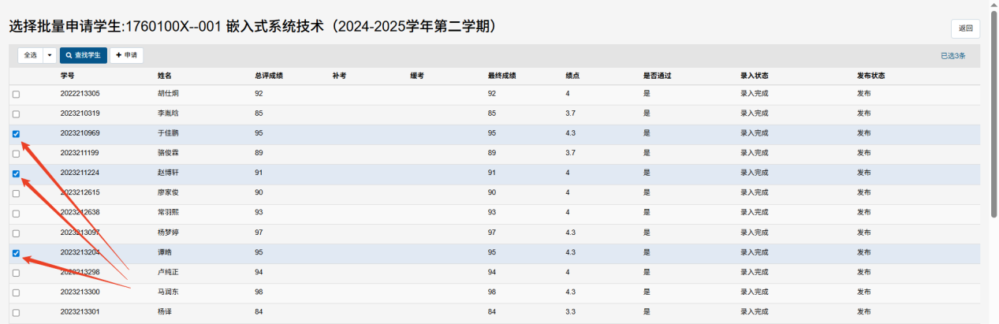 选择批量申请学生:1760100X--001 嵌入式系统技术（2024-2025学年第二学期）
返回
全选 查找学生 申请 已选3条
学号 姓名 总评成绩 补考 缓考 最终成绩 绩点 是否通过 录入状态 发布状态
2022213305 胡仕炯 92 92 4 是 录入完成 发布
2023210319 李胤晗 85 85 3.7 是 录入完成 发布
2023210969 于佳鹏 95 95 4.3 是 录入完成 发布
2023211199 骆俊霖 89 89 3.7 是 录入完成 发布
2023211224 赵博轩 91 91 4 是 录入完成 发布
2023212615 廖家俊 90 90 4 是 录入完成 发布
2023212638 常羽熙 93 93 4 是 录入完成 发布
2023213097 杨梦婷 97 97 4.3 是 录入完成 发布
2023213204 谭皓 95 95 4.3 是 录入完成 发布
2023213298 卢纯正 94 94 4 是 录入完成 发布
2023213300 马润东 98 98 4.3 是 录入完成 发布
2023213301 杨译 84 84 3.3 是 录入完成 发布